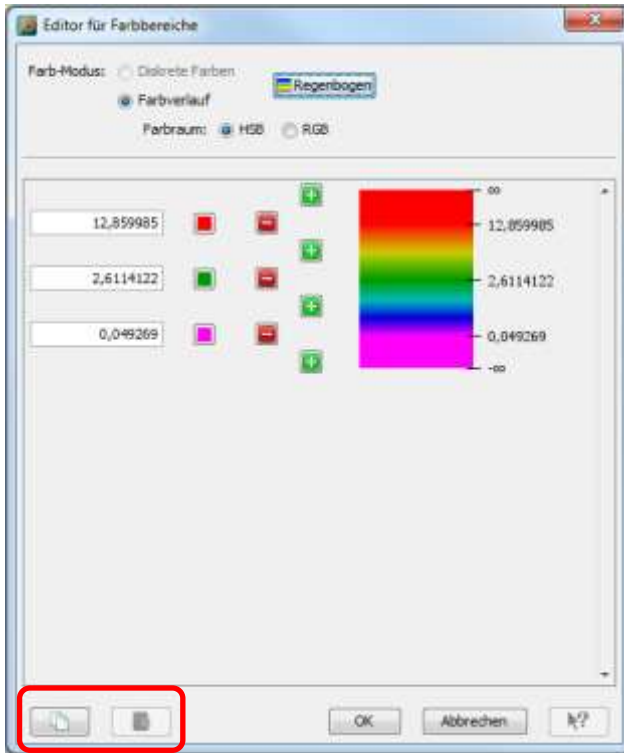 Editor für Farbbereiche
Farb-Modus: Diskrete Farben
Regenbogen
Farbverlauf
Farbraum: HSB RGB
∞
12,859985 12,859985
2,6114122 2,6114122
0,049269 0,049269
-∞
OK Abbrechen ?